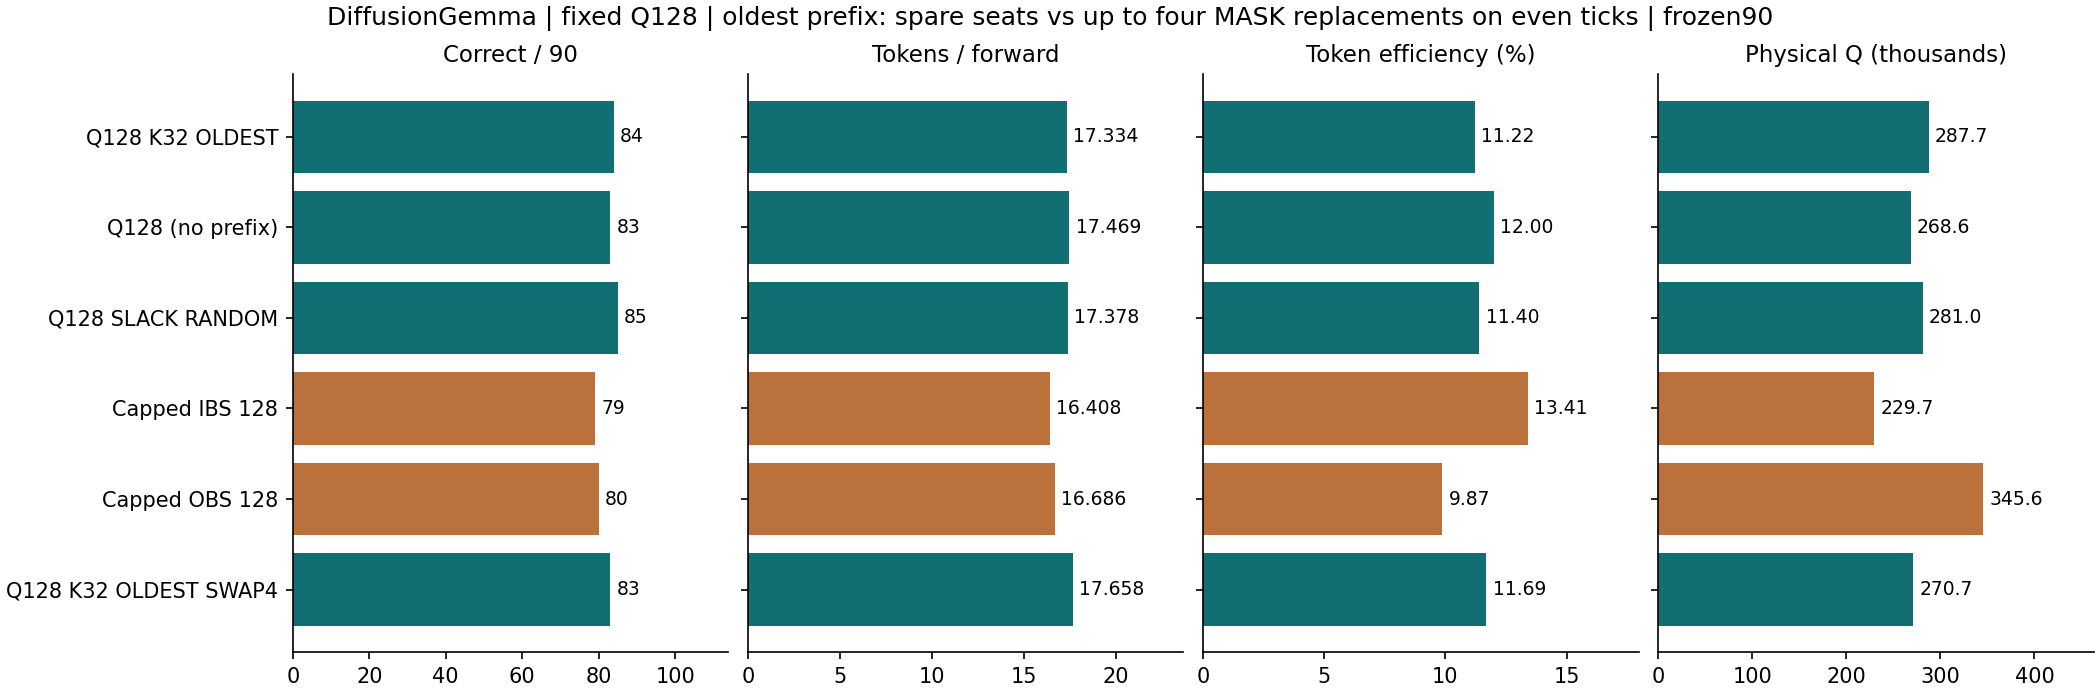 DiffusionGemma | fixed Q128 | oldest prefix: spare seats vs up to four MASK replacements on even ticks | frozen90
Correct / 90
Tokens / forward
Token efficiency (%)
Physical Q (thousands)
Q128 K32 OLDEST
84
17.334
11.22
287.7
Q128 (no prefix)
83
17.469
12.00
268.6
Q128 SLACK RANDOM
85
17.378
11.40
281.0
Capped IBS 128
79
16.408
13.41
229.7
Capped OBS 128
80
16.686
9.87
345.6
Q128 K32 OLDEST SWAP4
83
17.658
11.69
270.7
0 20 40 60 80 100
0 5 10 15 20
0 5 10 15
0 100 200 300 400